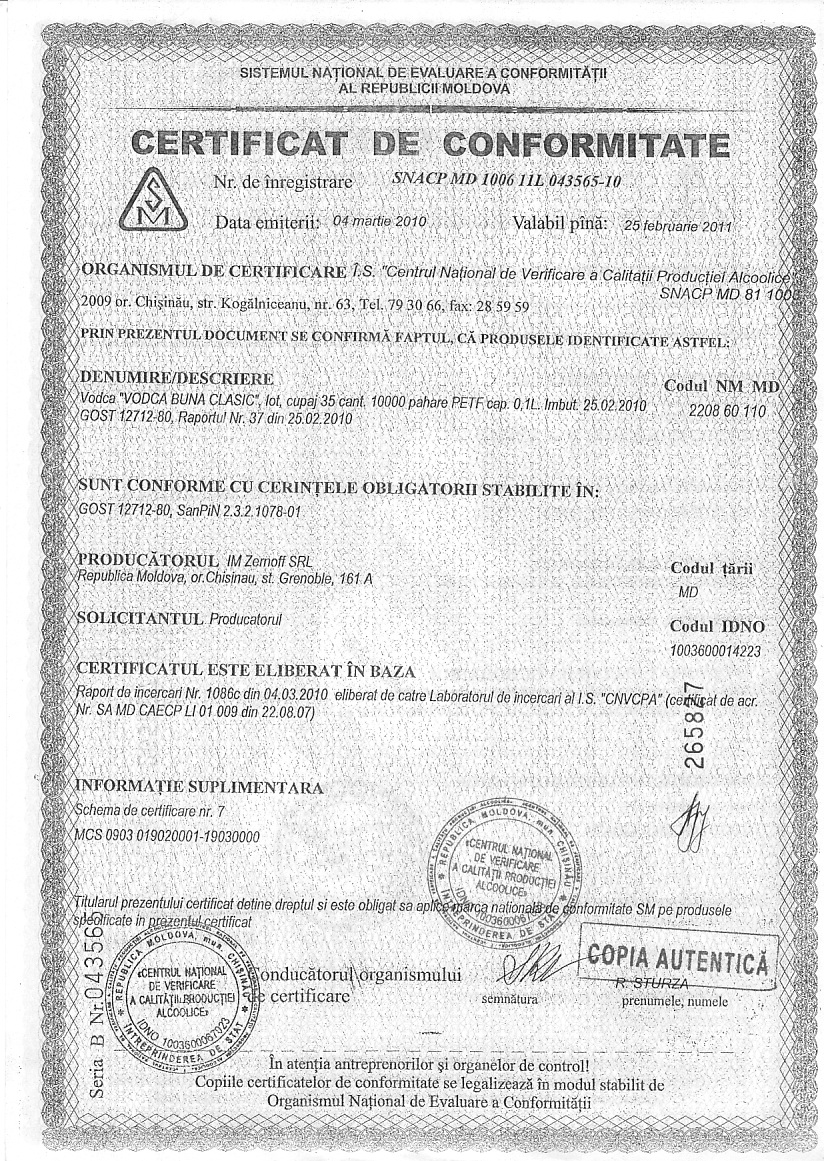 SISTEMUL NAȚIONAL DE EVALUARE A CONFORMITĂȚII
AL REPUBLICII MOLDOVA
CERTIFICAT DE CONFORMITATE
SM
Nr. de înregistrare SNACP MD 1006 11L 043565-10
Data emiterii: 04 martie 2010 Valabil pînă: 25 februarie 2011
ORGANISMUL DE CERTIFICARE Î.S. "Centrul Național de Verificare a Calitații Producției Alcoolice"
SNACP MD 81 1006
2009 or. Chișinău, str. Kogălniceanu, nr. 63, Tel. 79 30 66, fax: 28 59 59
PRIN PREZENTUL DOCUMENT SE CONFIRMĂ FAPTUL, CĂ PRODUSELE IDENTIFICATE ASTFEL:
DENUMIRE/DESCRIERE Codul NM MD
Vodca "VODCA BUNA CLASIC", lot, cupaj 35 cant. 10000 pahare PETF cap. 0,1L. Imbut. 25.02.2010 2208 60 110
GOST 12712-80, Raportul Nr. 37 din 25.02.2010
SUNT CONFORME CU CERINȚELE OBLIGATORII STABILITE ÎN:
GOST 12712-80, SanPiN 2.3.2.1078-01
PRODUCĂTORUL IM Zernoff SRL Codul țării
Republica Moldova, or.Chisinau, st. Grenoble, 161 A MD
SOLICITANTUL Producatorul Codul IDNO
1003600014223
CERTIFICATUL ESTE ELIBERAT ÎN BAZA
Raport de incercari Nr. 1086c din 04.03.2010 eliberat de catre Laboratorul de incercari al I.S. "CNVCPA" (certificat de acr.
Nr. SA MD CAECP LI 01 009 din 22.08.07)
265877
INFORMAȚIE SUPLIMENTARA
Schema de certificare nr. 7
MCS 0903 019020001-19030000
REPUBLICA MOLDOVA, mun. CHIȘINĂU
«CENTRUL NAȚIONAL
DE VERIFICARE
A CALITĂȚII PRODUCȚIEI
ALCOOLICE»
ÎNTREPRINDEREA DE STAT
Titularul prezentului certificat detine dreptul si este obligat sa aplice marca nationala de conformitate SM pe produsele
specificate in prezentul certificat
Seria B Nr. 043565
REPUBLICA MOLDOVA, mun. CHIȘINĂU
«CENTRUL NAȚIONAL
DE VERIFICARE
A CALITĂȚII PRODUCȚIEI
ALCOOLICE»
IDNO 1003600067023
ÎNTREPRINDEREA DE STAT
onducătorul organismului
e certificare
semnătura
COPIA AUTENTICĂ
R. STURZA
prenumele, numele
În atenția antreprenorilor și organelor de control!
Copiile certificatelor de conformitate se legalizează în modul stabilit de
Organismul Național de Evaluare a Conformității